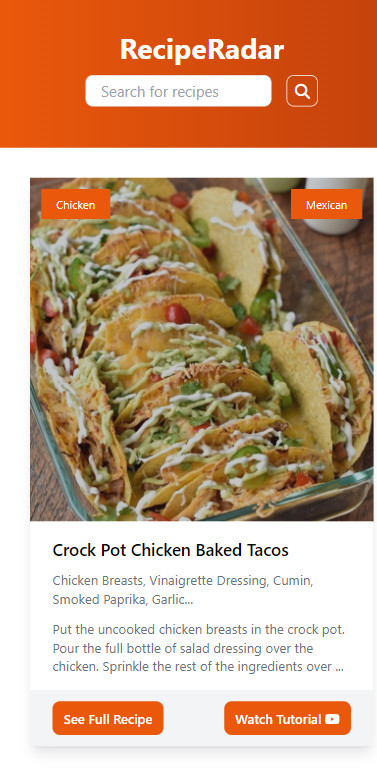 RecipeRadar
Search for recipes
Chicken
Mexican
Crock Pot Chicken Baked Tacos
Chicken Breasts, Vinaigrette Dressing, Cumin,
Smoked Paprika, Garlic...
Put the uncooked chicken breasts in the crock pot.
Pour the full bottle of salad dressing over the
chicken. Sprinkle the rest of the ingredients over ...
See Full Recipe
Watch Tutorial